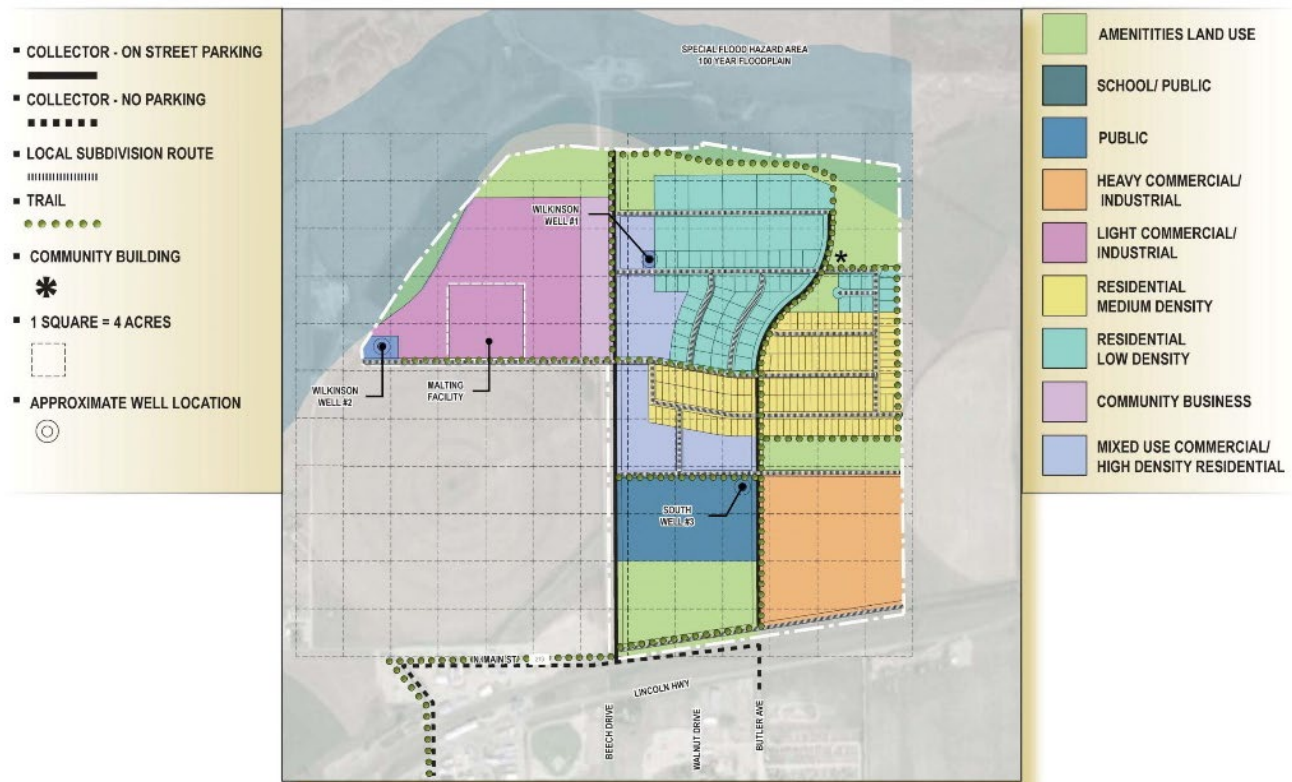 COLLECTOR - ON STREET PARKING
COLLECTOR - NO PARKING
LOCAL SUBDIVISION ROUTE
TRAIL
COMMUNITY BUILDING
1 SQUARE = 4 ACRES
APPROXIMATE WELL LOCATION
SPECIAL FLOOD HAZARD AREA
100 YEAR FLOODPLAIN
WILKINSON
WELL #1
WILKINSON
WELL #2
MALTING
FACILITY
SOUTH
WELL #3
N MAIN ST
LINCOLN HWY
BEECH DRIVE
WALNUT DRIVE
BUTLER AVE
AMENITITIES LAND USE
SCHOOL/ PUBLIC
PUBLIC
HEAVY COMMERCIAL/
INDUSTRIAL
LIGHT COMMERCIAL/
INDUSTRIAL
RESIDENTIAL
MEDIUM DENSITY
RESIDENTIAL
LOW DENSITY
COMMUNITY BUSINESS
MIXED USE COMMERCIAL/
HIGH DENSITY RESIDENTIAL